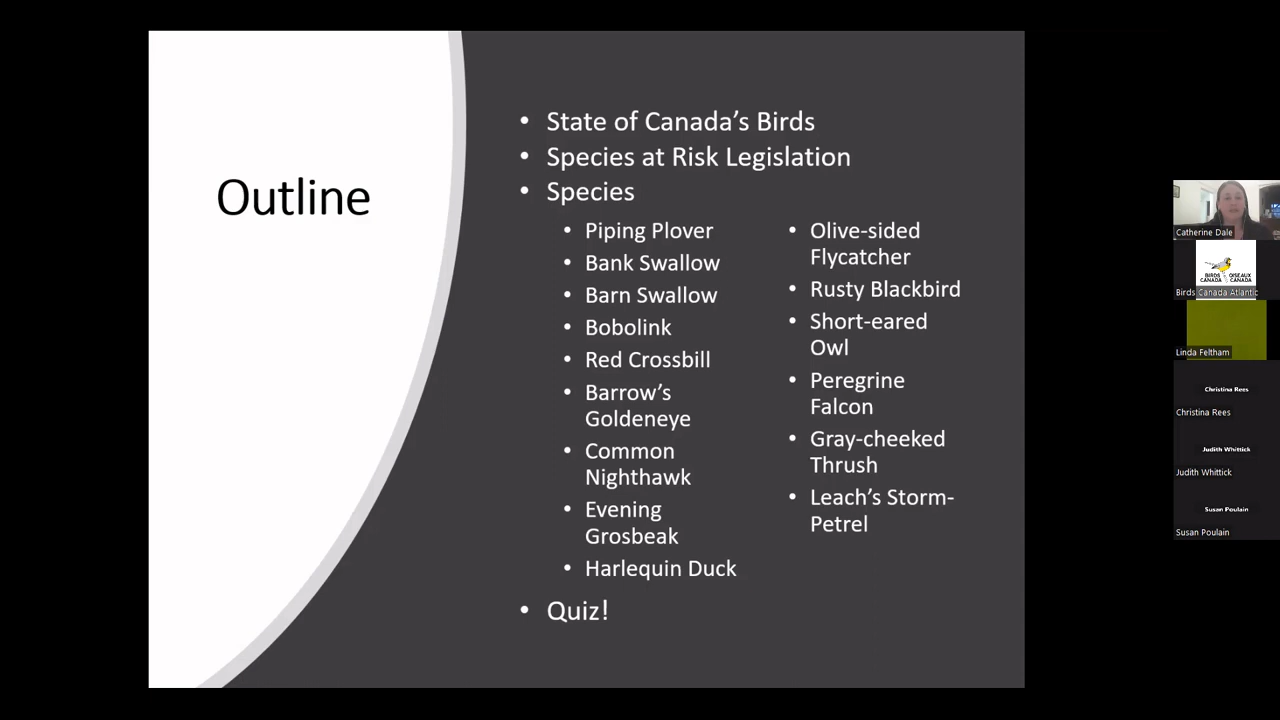 Outline
• State of Canada’s Birds
• Species at Risk Legislation
• Species
• Piping Plover
• Bank Swallow
• Barn Swallow
• Bobolink
• Red Crossbill
• Barrow’s
Goldeneye
• Common
Nighthawk
• Evening
Grosbeak
• Harlequin Duck
• Olive-sided
Flycatcher
• Rusty Blackbird
• Short-eared
Owl
• Peregrine
Falcon
• Gray-cheeked
Thrush
• Leach’s Storm-
Petrel
• Quiz!
Catherine Dale
BIRDS CANADA
OISEAUX CANADA
Birds Canada Atlantic
Linda Feltham
Christina Rees
Christina Rees
Judith Whittick
Judith Whittick
Susan Poulain
Susan Poulain